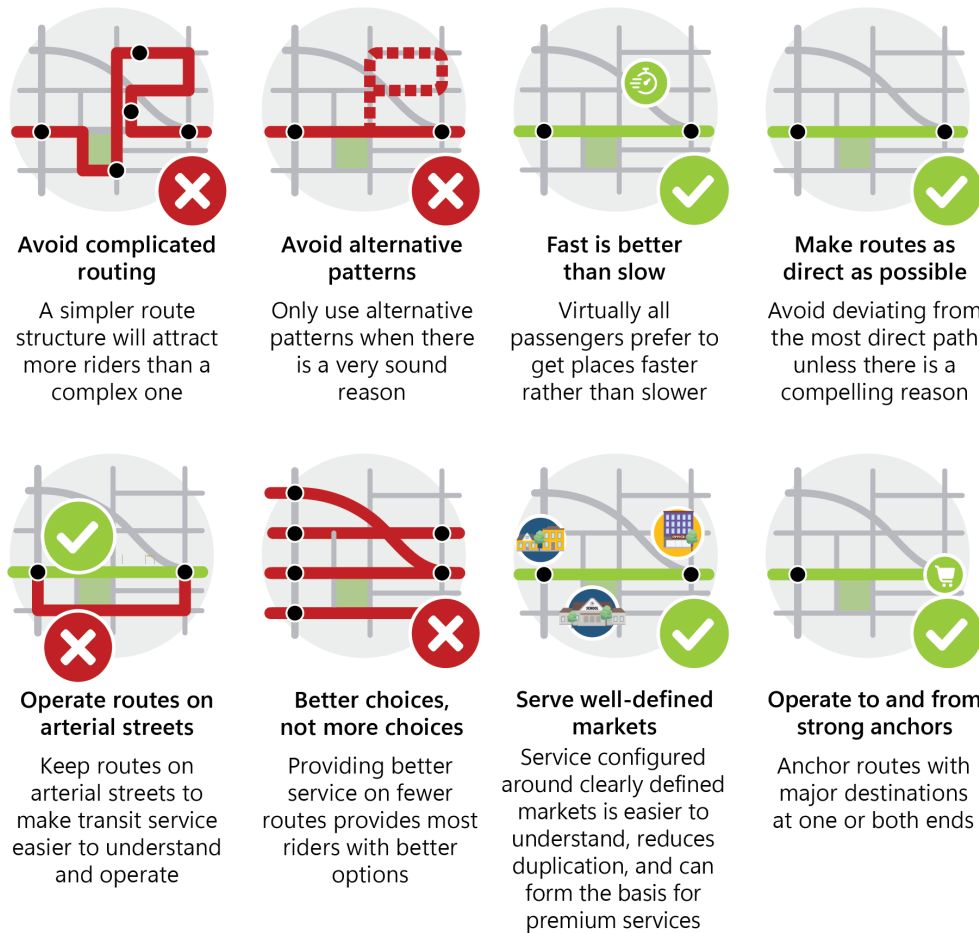 Avoid complicated
routing
A simpler route
structure will attract
more riders than a
complex one
Avoid alternative
patterns
Only use alternative
patterns when there
is a very sound
reason
Fast is better
than slow
Virtually all
passengers prefer to
get places faster
rather than slower
Make routes as
direct as possible
Avoid deviating from
the most direct path
unless there is a
compelling reason
Operate routes on
arterial streets
Keep routes on
arterial streets to
make transit service
easier to understand
and operate
Better choices,
not more choices
Providing better
service on fewer
routes provides most
riders with better
options
OFFICE
SCHOOL
Serve well-defined
markets
Service configured
around clearly defined
markets is easier to
understand, reduces
duplication, and can
form the basis for
premium services
Operate to and from
strong anchors
Anchor routes with
major destinations
at one or both ends